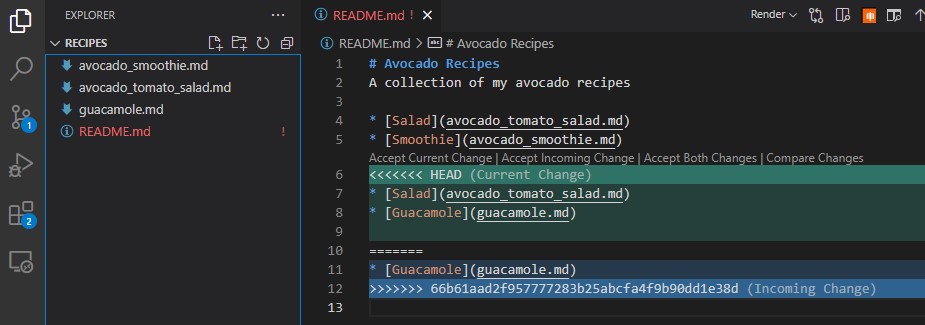 EXPLORER
RECIPES
avocado_smoothie.md
avocado_tomato_salad.md
guacamole.md
README.md !
1
2
README.md !
Render
README.md > # Avocado Recipes
1 # Avocado Recipes
2 A collection of my avocado recipes
3
4 * [Salad](avocado_tomato_salad.md)
5 * [Smoothie](avocado_smoothie.md)
Accept Current Change | Accept Incoming Change | Accept Both Changes | Compare Changes
6 <<<<<<< HEAD (Current Change)
7 * [Salad](avocado_tomato_salad.md)
8 * [Guacamole](guacamole.md)
9
10 =======
11 * [Guacamole](guacamole.md)
12 >>>>>>> 66b61aad2f957777283b25abcfa4f9b90dd1e38d (Incoming Change)
13